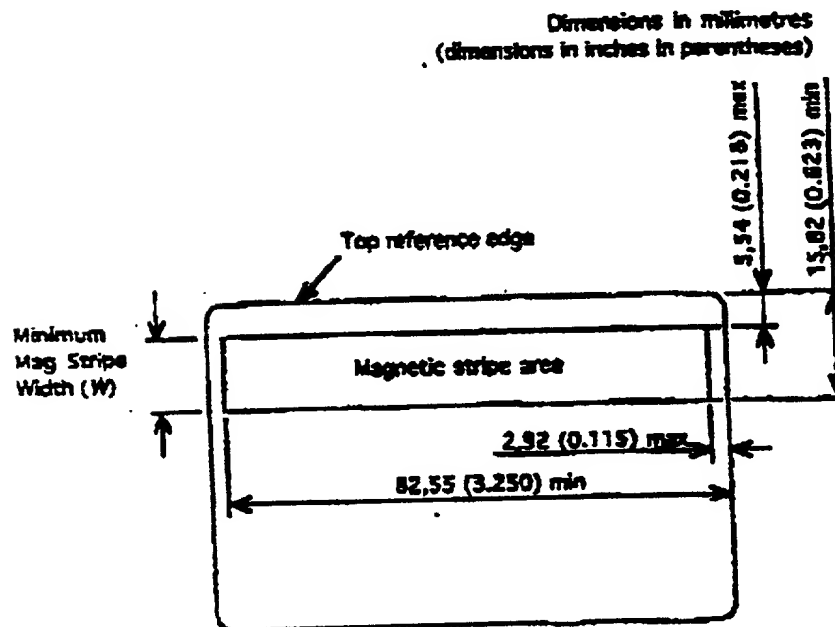 Dimensions in millimetres
(dimensions in inches in parentheses)
5,54 (0.218) max
15,82 (0.623) min
Top reference edge
Minimum
Mag Stripe
Width (W)
Magnetic stripe area
2,92 (0.115) max
82,55 (3.250) min